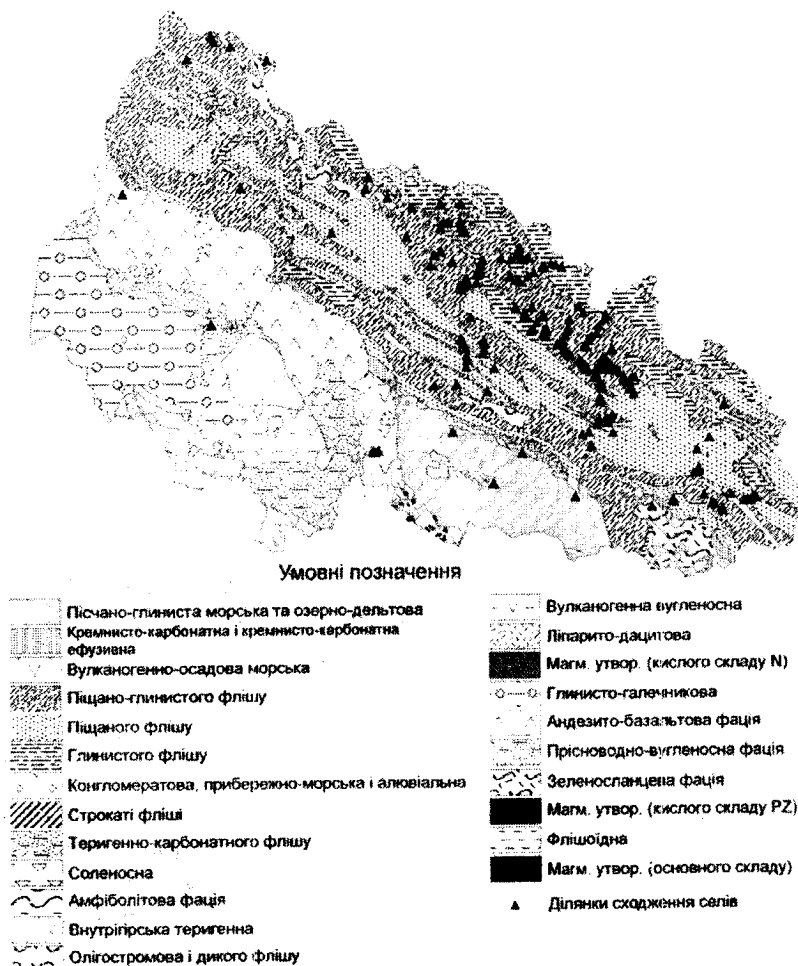 Умовні позначення
Пісчано-глиниста морська та озерно-дельтова
Кремнисто-карбонатна і кремнисто-карбонатна
ефузивна
Вулканогенно-осадова морська
Піщано-глинистого флішу
Піщаного флішу
Глинистого флішу
Конгломератова, прибережно-морська і алювіальна
Строкаті фліші
Теригенно-карбонатного флішу
Соленосна
Амфіболітова фація
Внутрігірська теригенна
Олігостромова і дикого флішу
Вулканогенна вугленосна
Ліпарито-дацитова
Магм. утвор. (кислого складу N)
Глинисто-галечникова
Андезито-базальтова фація
Прісноводно-вугленосна фація
Зеленосланцева фація
Магм. утвор. (кислого складу PZ)
Флішоїдна
Магм. утвор. (основного складу)
Ділянки сходження селів